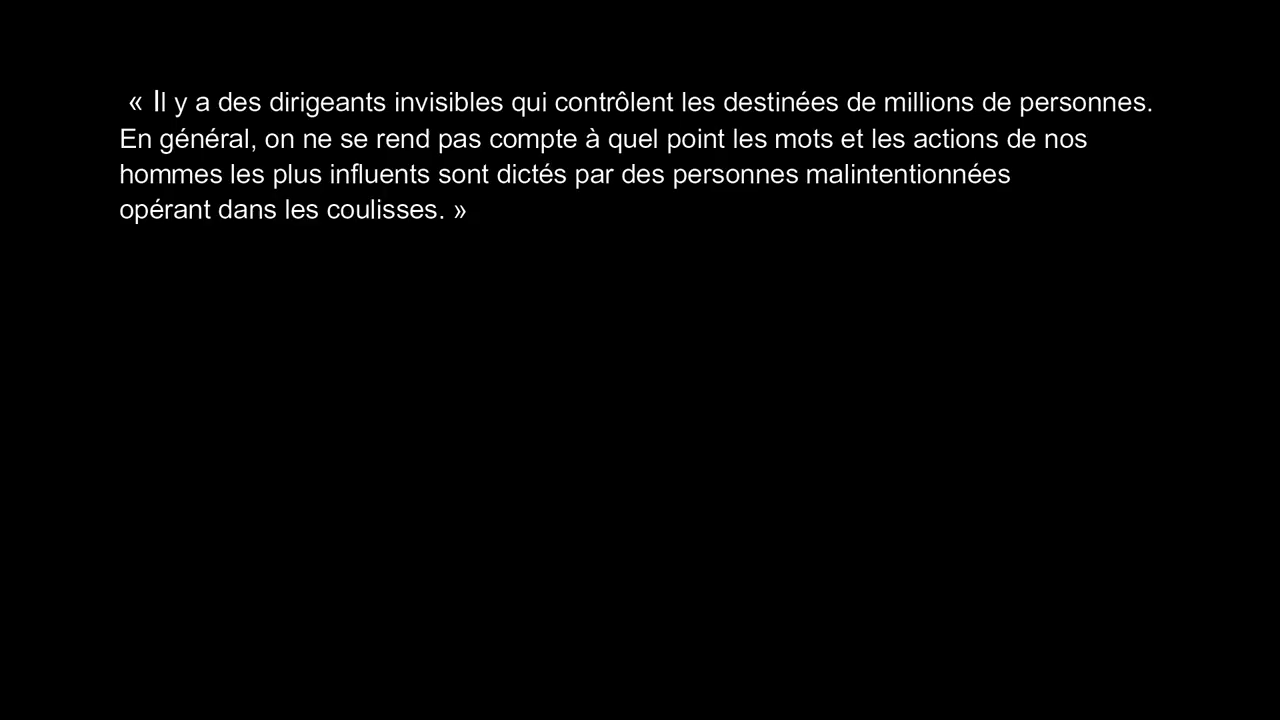 « Il y a des dirigeants invisibles qui contrôlent les destinées de millions de personnes.
En général, on ne se rend pas compte à quel point les mots et les actions de nos
hommes les plus influents sont dictés par des personnes malintentionnées
opérant dans les coulisses. »